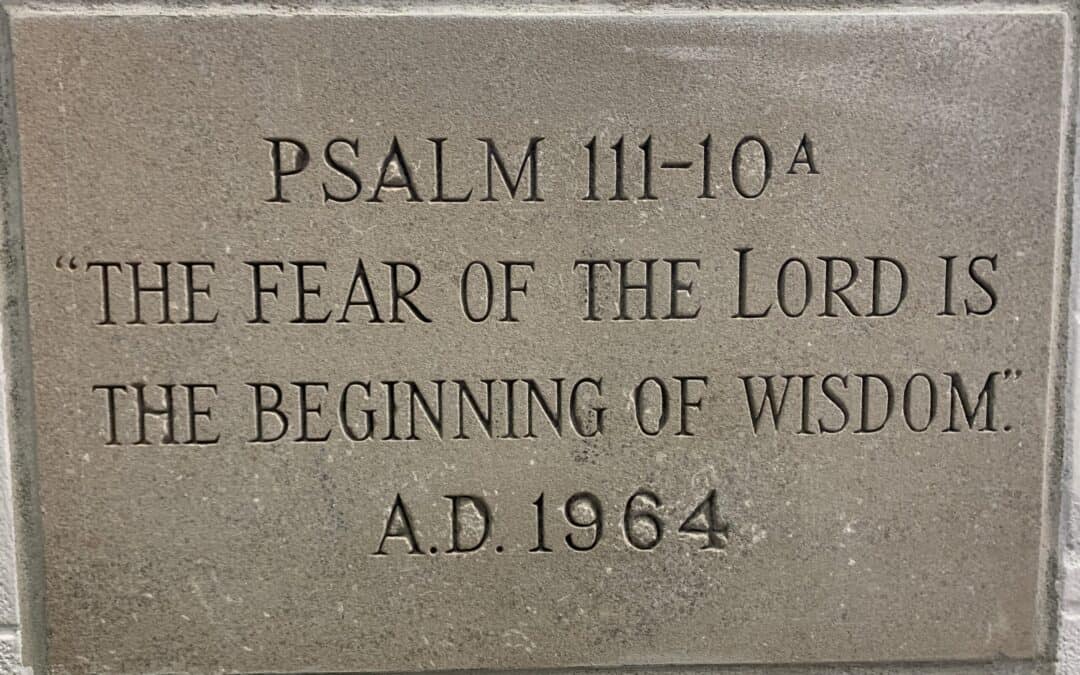 PSALM 111-10A
“THE FEAR OF THE LORD IS
THE BEGINNING OF WISDOM.”
A.D. 1964